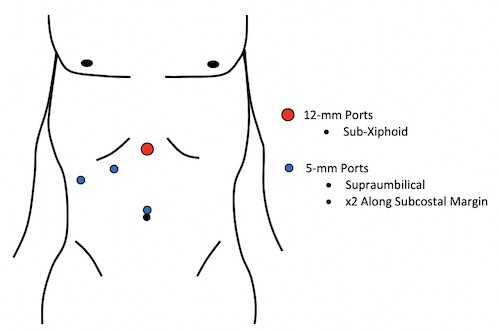 12-mm Ports
• Sub-Xiphoid
5-mm Ports
• Supraumbilical
• x2 Along Subcostal Margin